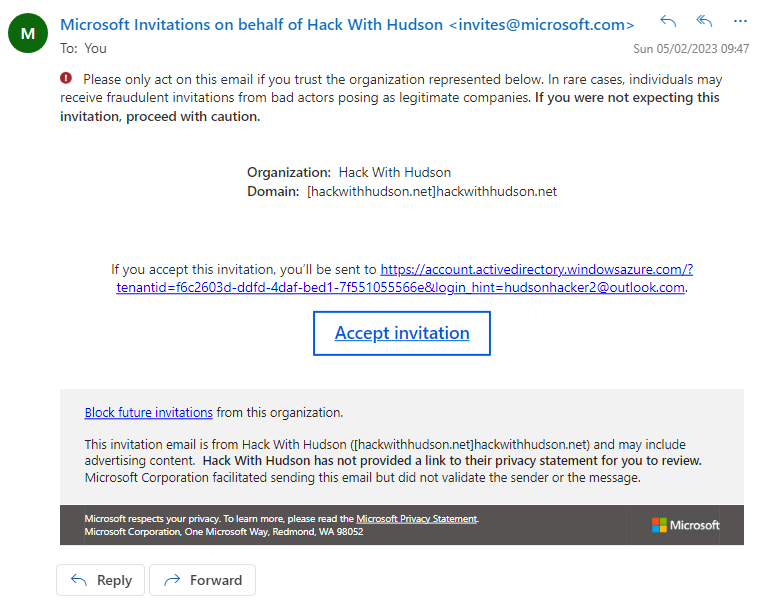 M
Microsoft Invitations on behalf of Hack With Hudson <invites@microsoft.com>
To: You
Sun 05/02/2023 09:47
Please only act on this email if you trust the organization represented below. In rare cases, individuals may
receive fraudulent invitations from bad actors posing as legitimate companies. If you were not expecting this
invitation, proceed with caution.
Organization: Hack With Hudson
Domain: [hackwithhudson.net]hackwithhudson.net
If you accept this invitation, you'll be sent to https://account.activedirectory.windowsazure.com/?
tenantid=f6c2603d-ddfd-4daf-bed1-7f551055566e&login_hint=hudsonhacker2@outlook.com.
Accept invitation
Block future invitations from this organization.
This invitation email is from Hack With Hudson ([hackwithhudson.net]hackwithhudson.net) and may include
advertising content. Hack With Hudson has not provided a link to their privacy statement for you to review.
Microsoft Corporation facilitated sending this email but did not validate the sender or the message.
Microsoft respects your privacy. To learn more, please read the Microsoft Privacy Statement.
Microsoft Corporation, One Microsoft Way, Redmond, WA 98052
Microsoft
Reply
Forward